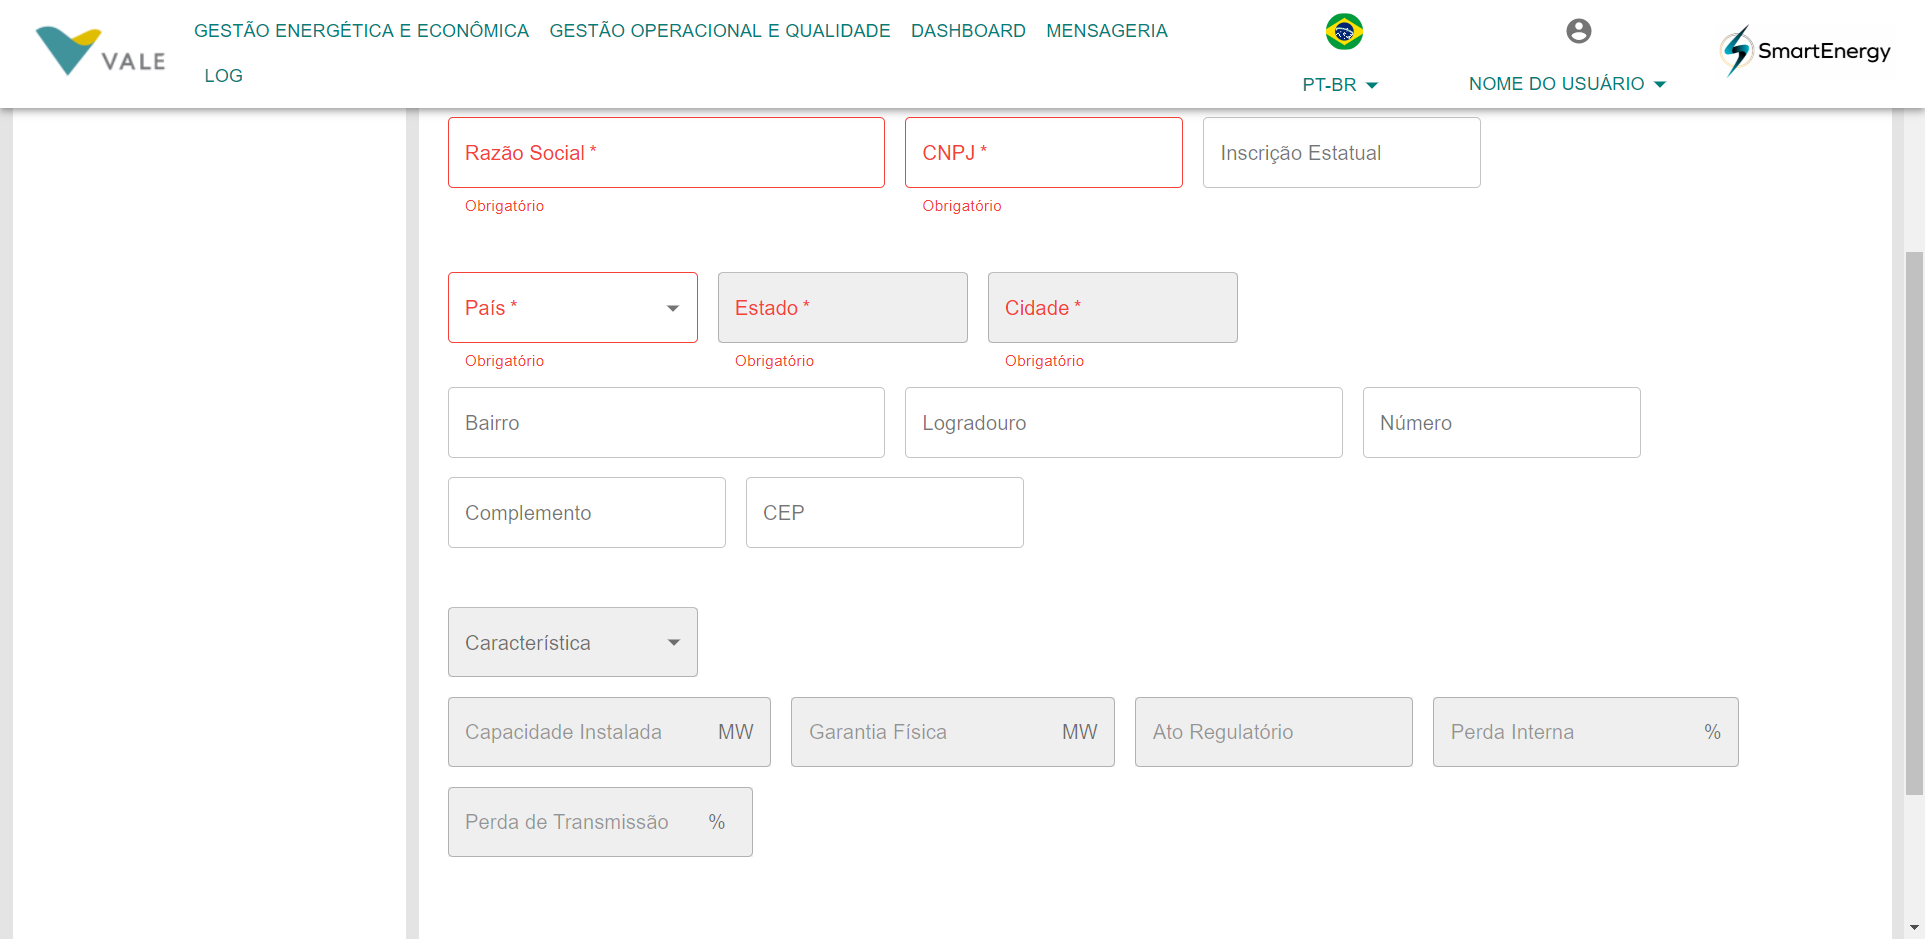 VALE
GESTÃO ENERGÉTICA E ECONÔMICA GESTÃO OPERACIONAL E QUALIDADE DASHBOARD MENSAGERIA
LOG
PT-BR
NOME DO USUÁRIO
SmartEnergy
Razão Social * CNPJ * Inscrição Estatual
Obrigatório Obrigatório
País * Estado * Cidade *
Obrigatório Obrigatório Obrigatório
Bairro Logradouro Número
Complemento CEP
Característica
Capacidade Instalada MW Garantia Física MW Ato Regulatório Perda Interna %
Perda de Transmissão %